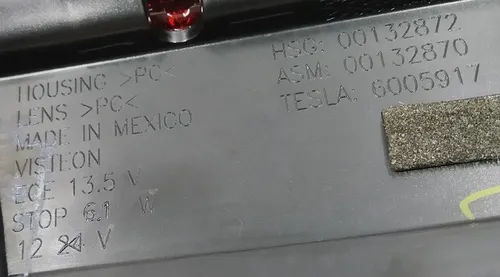 HOUSING >PC<
LENS >PC<
MADE IN MEXICO
VISTEON
ECE 13.5 V
STOP 6.1 W
12 24 V
HSG: 00132872
ASM: 00132870
TESLA: 6005917